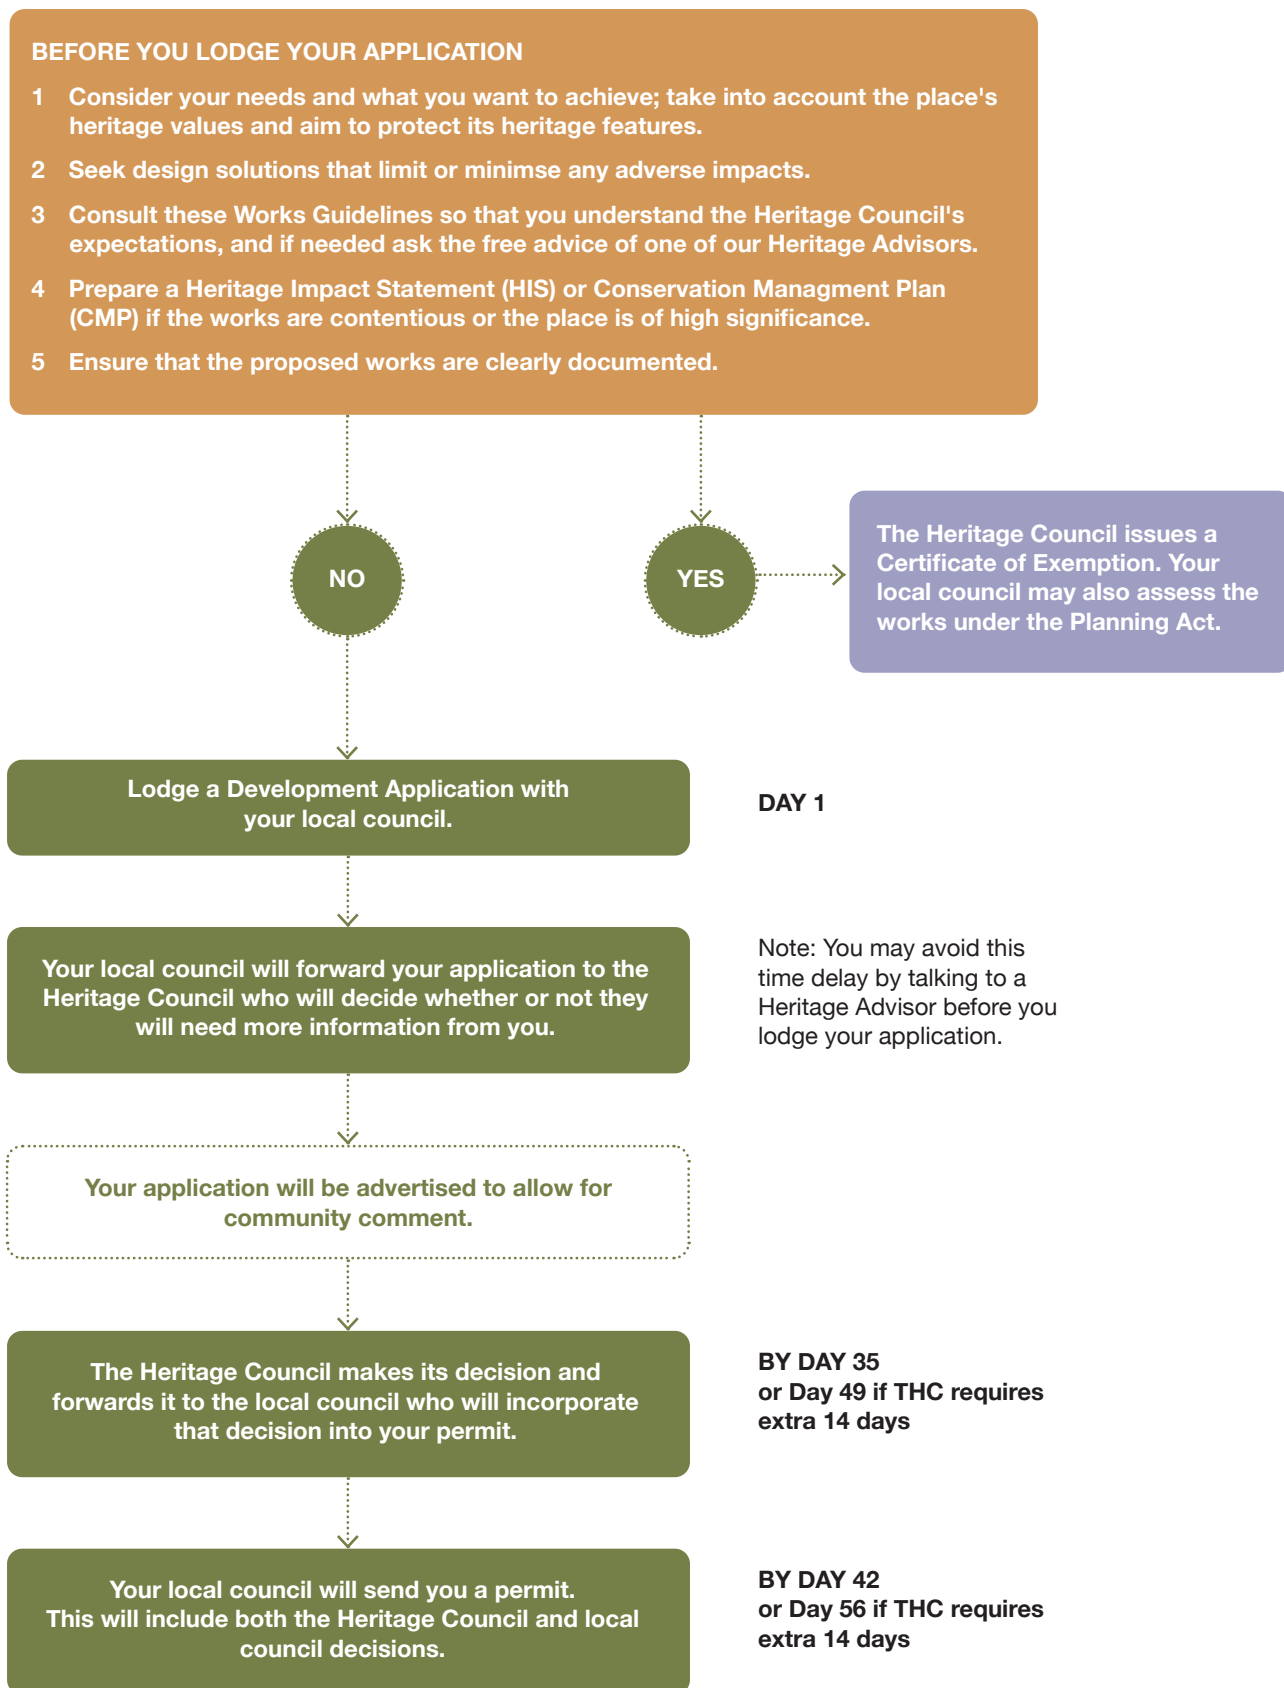 BEFORE YOU LODGE YOUR APPLICATION
1 Consider your needs and what you want to achieve; take into account the place's
heritage values and aim to protect its heritage features.
2 Seek design solutions that limit or minimse any adverse impacts.
3 Consult these Works Guidelines so that you understand the Heritage Council's
expectations, and if needed ask the free advice of one of our Heritage Advisors.
4 Prepare a Heritage Impact Statement (HIS) or Conservation Managment Plan
(CMP) if the works are contentious or the place is of high significance.
5 Ensure that the proposed works are clearly documented.
NO
YES
The Heritage Council issues a
Certificate of Exemption. Your
local council may also assess the
works under the Planning Act.
Lodge a Development Application with
your local council.
DAY 1
Your local council will forward your application to the
Heritage Council who will decide whether or not they
will need more information from you.
Note: You may avoid this
time delay by talking to a
Heritage Advisor before you
lodge your application.
Your application will be advertised to allow for
community comment.
The Heritage Council makes its decision and
forwards it to the local council who will incorporate
that decision into your permit.
BY DAY 35
or Day 49 if THC requires
extra 14 days
Your local council will send you a permit.
This will include both the Heritage Council and local
council decisions.
BY DAY 42
or Day 56 if THC requires
extra 14 days